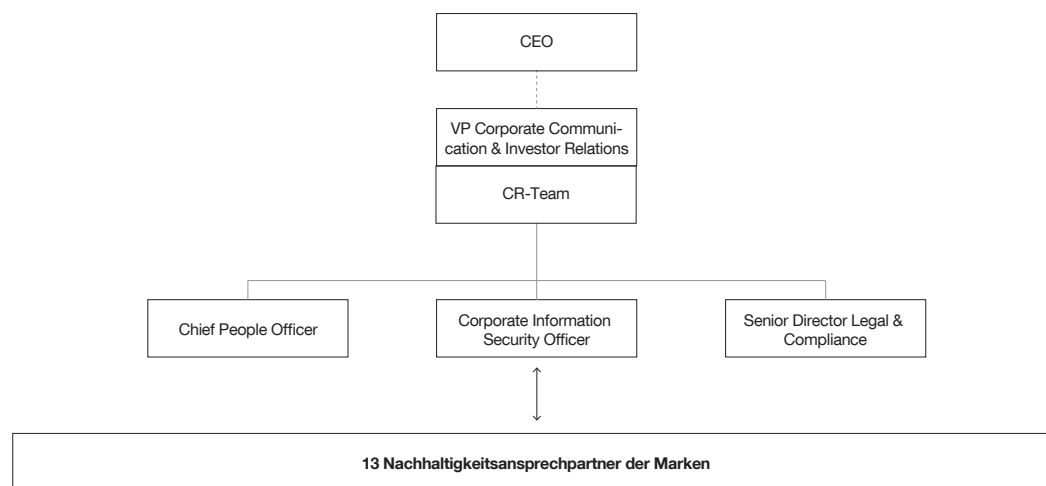 CEO
VP Corporate Communi-
cation & Investor Relations
CR-Team
Chief People Officer
Corporate Information
Security Officer
Senior Director Legal &
Compliance
13 Nachhaltigkeitsansprechpartner der Marken